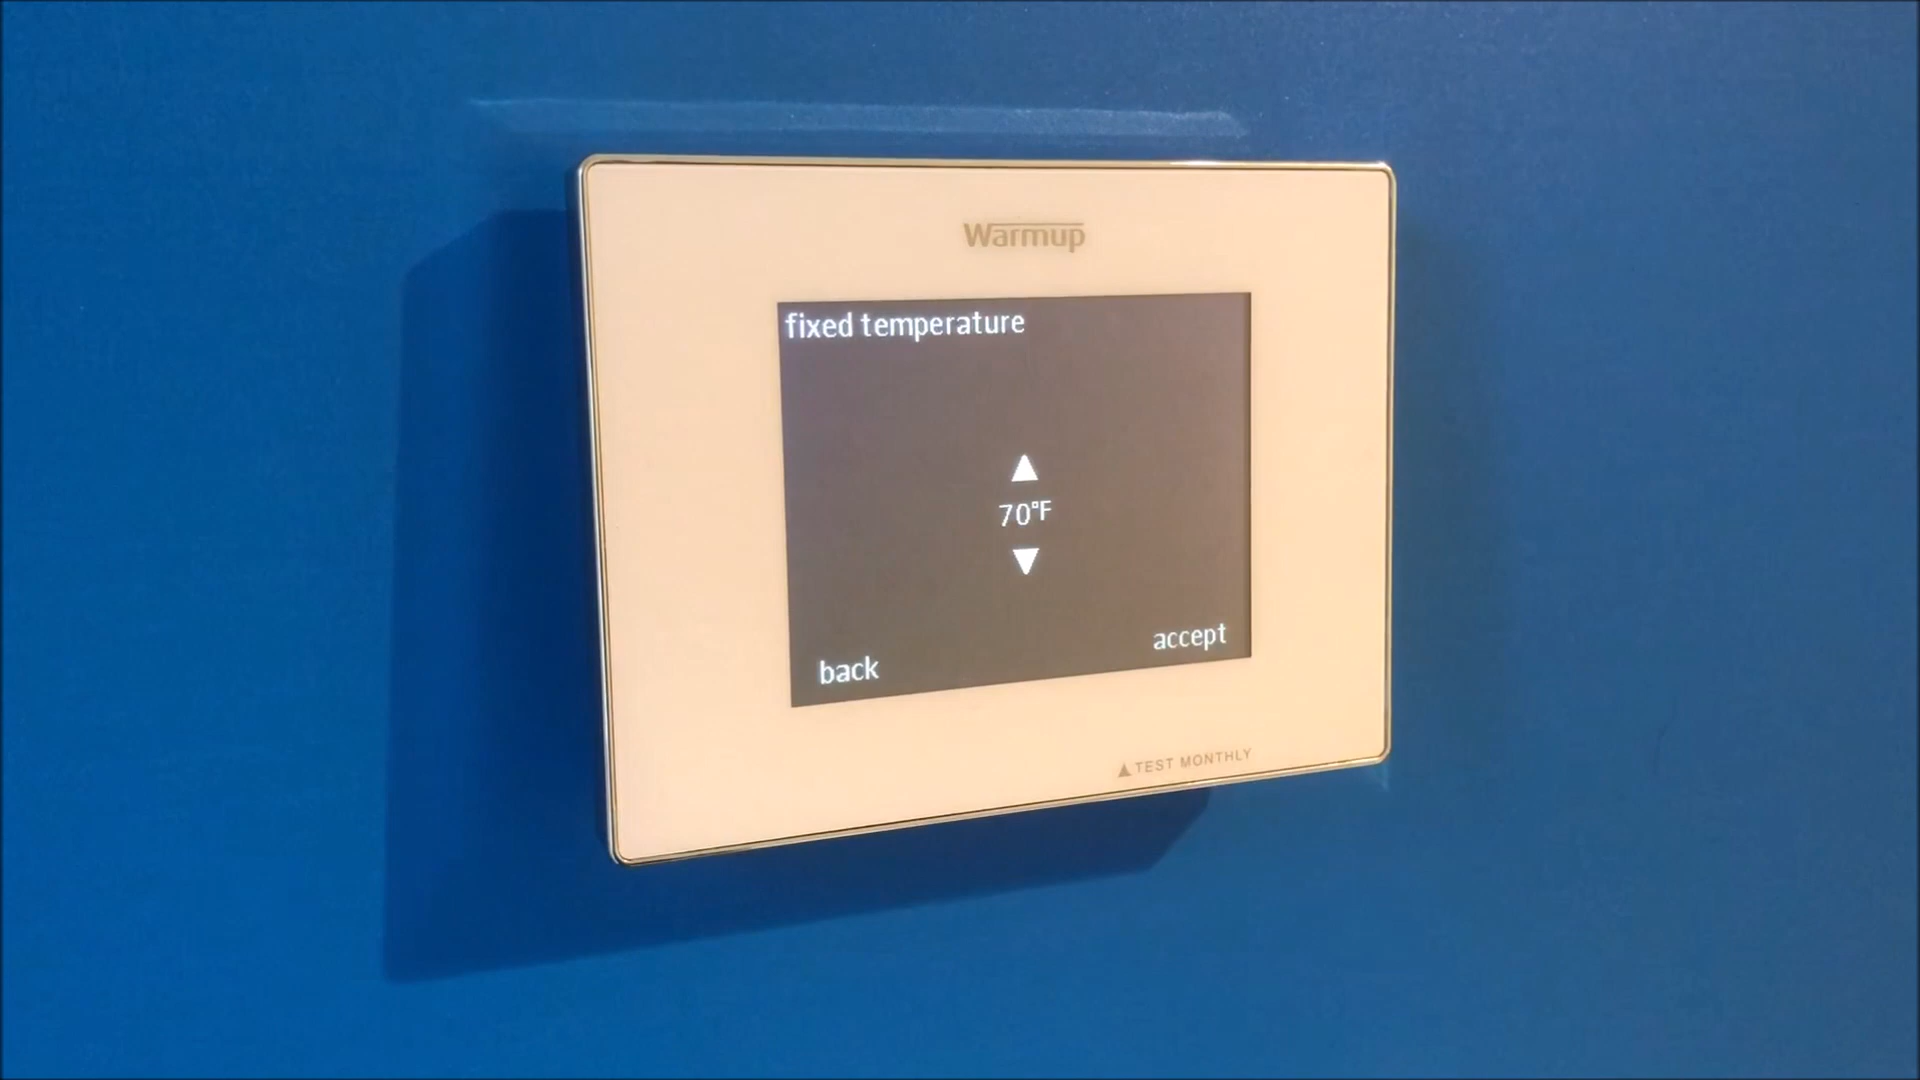 Warmup
fixed temperature
▲
70°F
▼
accept
back
▲TEST MONTHLY